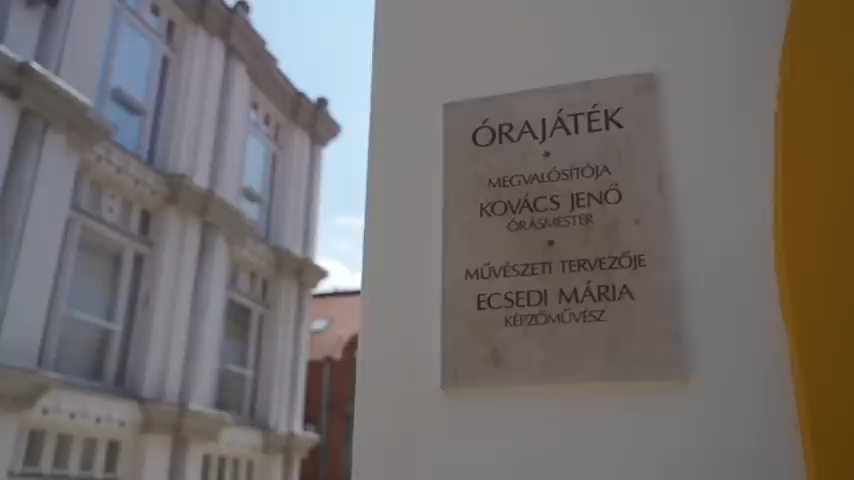 ÓRAJÁTÉK
MEGVALÓSÍTÓJA
KOVÁCS JENŐ
ÓRÁSMESTER
MŰVÉSZETI TERVEZŐJE
ECSEDI MÁRIA
KÉPZŐMŰVÉSZ